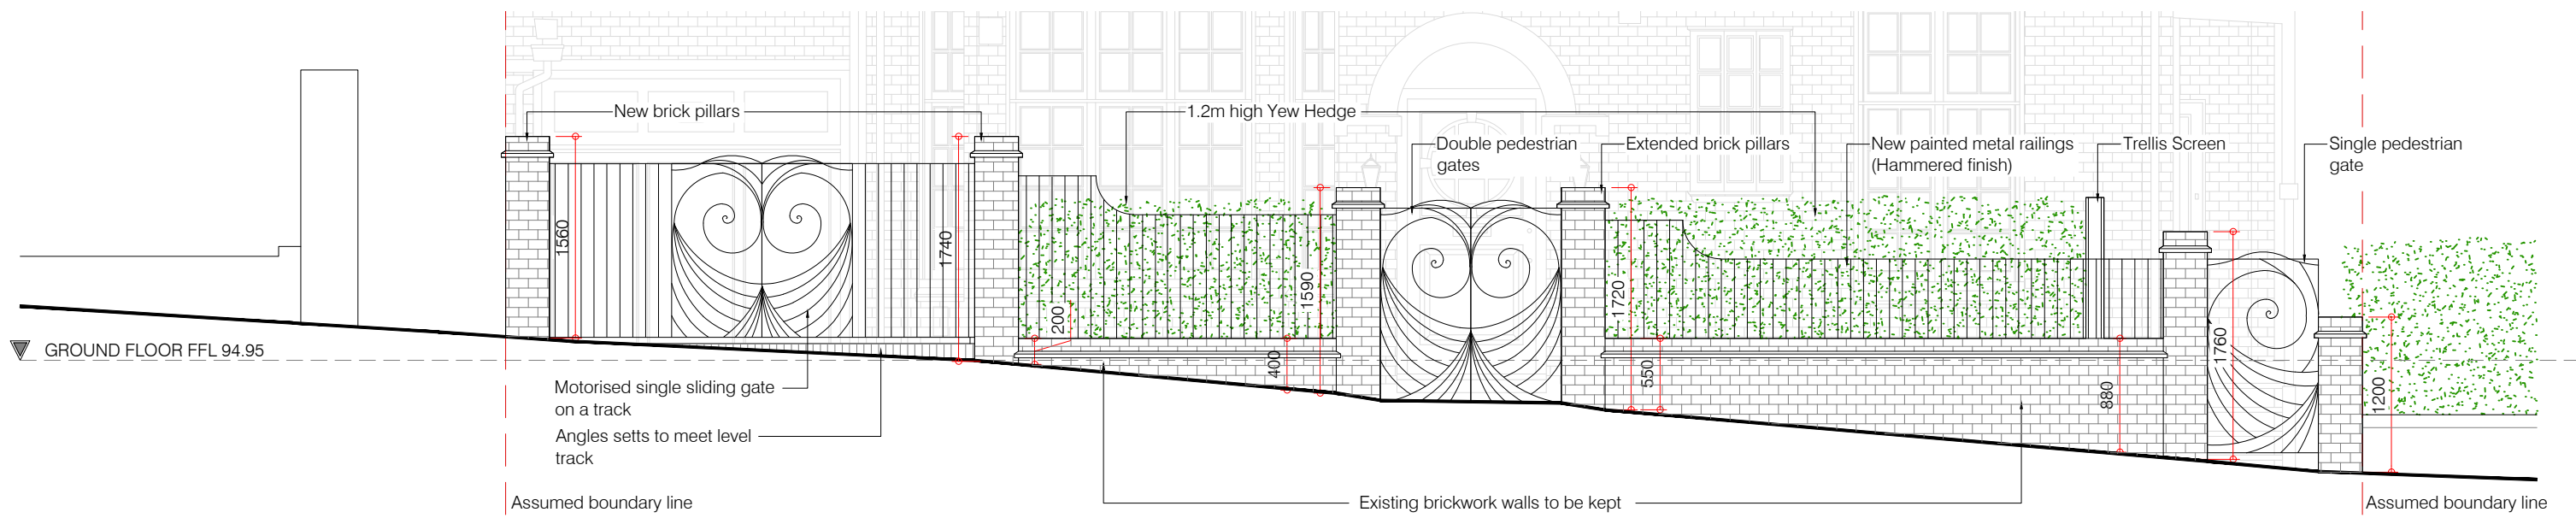 New brick pillars
1.2m high Yew Hedge
Double pedestrian
gates
Extended brick pillars
New painted metal railings
(Hammered finish)
Trellis Screen
Single pedestrian
gate
1560
1740
200
1590
400
1720
550
880
1760
1200
GROUND FLOOR FFL 94.95
Motorised single sliding gate
on a track
Angles setts to meet level
track
Assumed boundary line
Existing brickwork walls to be kept
Assumed boundary line